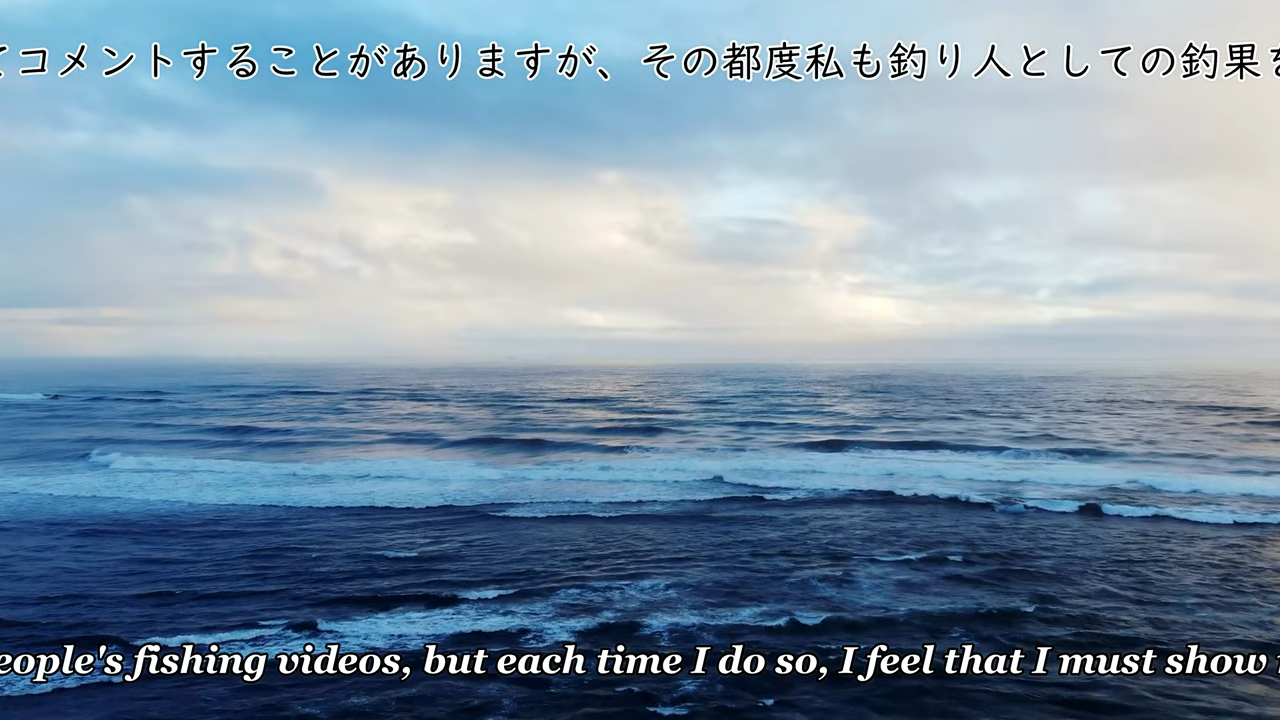 てコメントすることがありますが、その都度私も釣り人としての釣果を
eople's fishing videos, but each time I do so, I feel that I must show